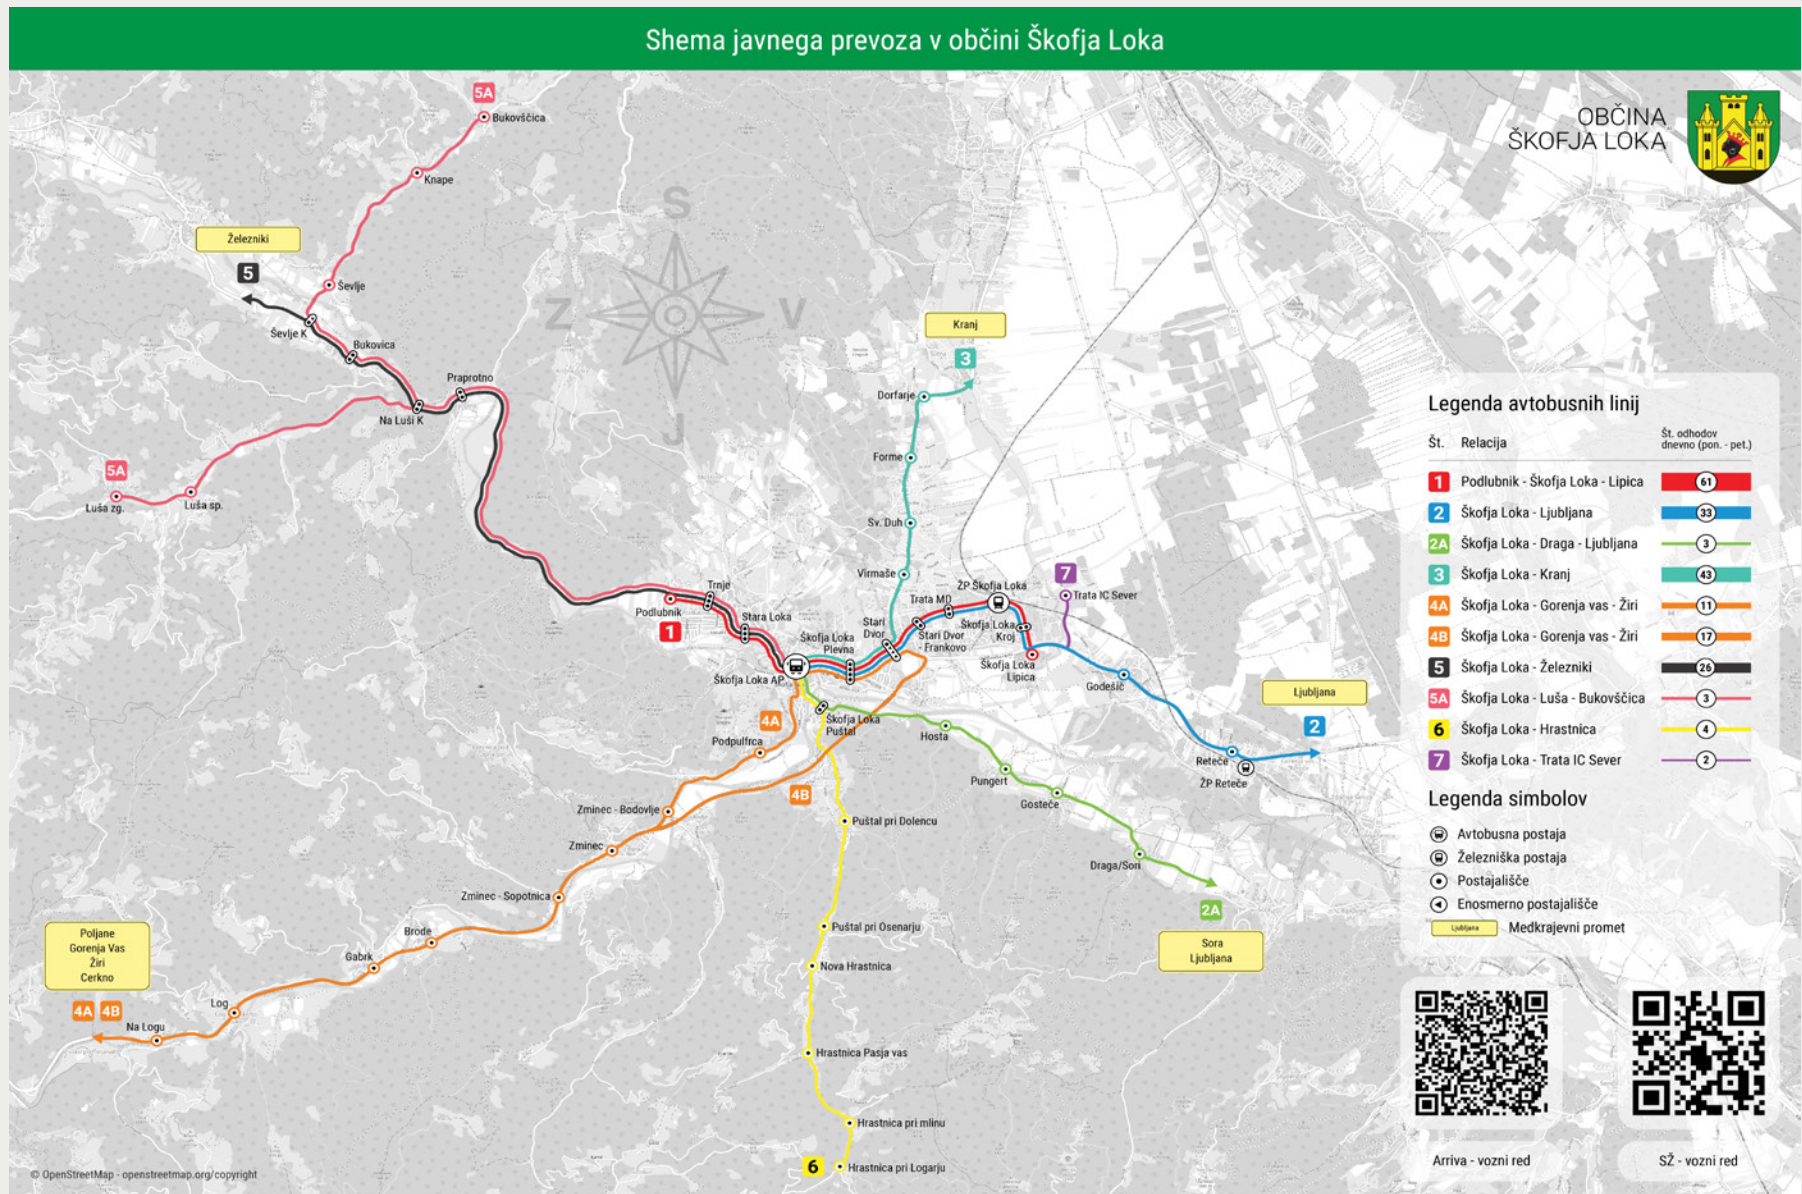 Shema javnega prevoza v občini Škofja Loka
OBČINA
ŠKOFJA LOKA
5A
Bukovščica
Knape
Železniki
5
Ševlje
Ševlje K
Bukovica
Praprotno
Na Luši K
5A
Luša zg.
Luša sp.
S
Z
V
J
Kranj
3
Dorfarje
Forme
Sv. Duh
Virmaše
Trnje
Podlubnik
1
Stara Loka
Škofja Loka
Plevna
Škofja Loka AP
Stari
Dvor
Trata MD
Stari Dvor
- Frankovo
ŽP Škofja Loka
Škofja Loka
Kroj
Škofja Loka
Lipica
7
Trata IC Sever
Godešič
Ljubljana
2
Reteče
ŽP Reteče
4A
Škofja Loka
Puštal
Podpulfrca
Hosta
Pungert
Gosteče
Draga/Sori
2A
Sora
Ljubljana
4B
Zminec - Bodovlje
Zminec
Zminec - Sopotnica
Brode
Gabrk
Log
Na Logu
Poljane
Gorenja Vas
Žiri
Cerkno
4A 4B
Puštal pri Dolencu
Puštal pri Osenarju
Nova Hrastnica
Hrastnica Pasja vas
Hrastnica pri mlinu
6
Hrastnica pri Logarju
Legenda avtobusnih linij
Št. Relacija Št. odhodov
dnevno (pon. - pet.)
1 Podlubnik - Škofja Loka - Lipica 61
2 Škofja Loka - Ljubljana 33
2A Škofja Loka - Draga - Ljubljana 3
3 Škofja Loka - Kranj 43
4A Škofja Loka - Gorenja vas - Žiri 11
4B Škofja Loka - Gorenja vas - Žiri 17
5 Škofja Loka - Železniki 26
5A Škofja Loka - Luša - Bukovščica 3
6 Škofja Loka - Hrastnica 4
7 Škofja Loka - Trata IC Sever 2
Legenda simbolov
Avtobusna postaja
Železniška postaja
Postajališče
Enosmerno postajališče
Ljubljana Medkrajevni promet
Arriva - vozni red
SŽ - vozni red
© OpenStreetMap - openstreetmap.org/copyright